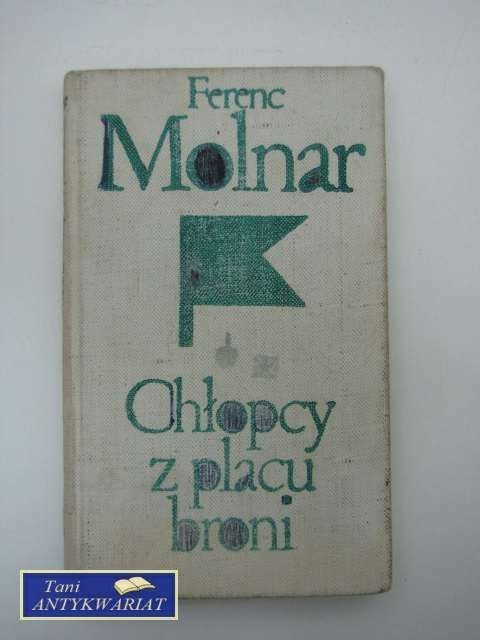 Ferenc
Molnar
Chłopcy
z placu
broni
Tani
ANTYKWARIAT